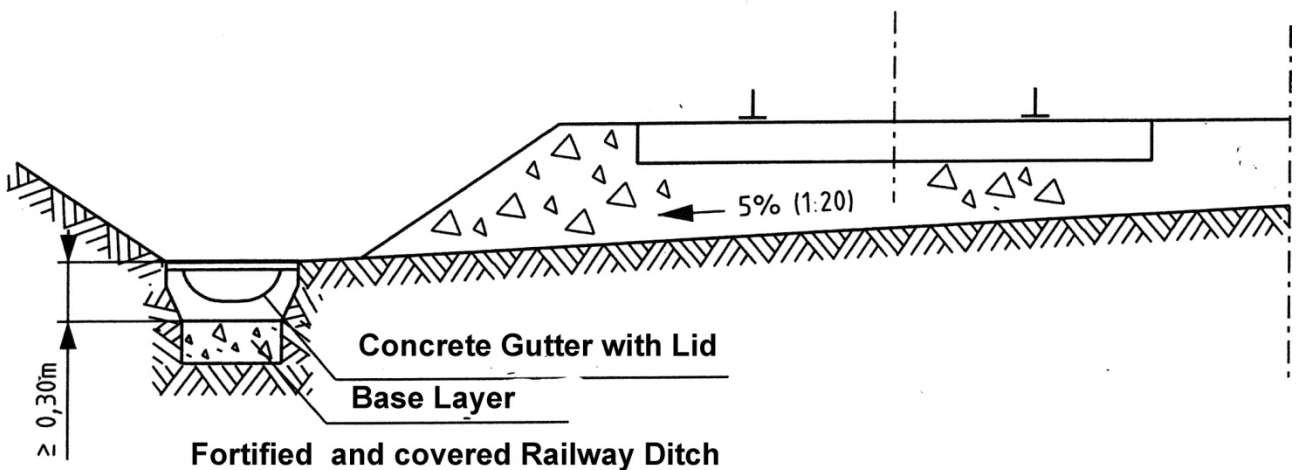 5% (1:20)
Concrete Gutter with Lid
Base Layer
≥ 0,30m
Fortified and covered Railway Ditch